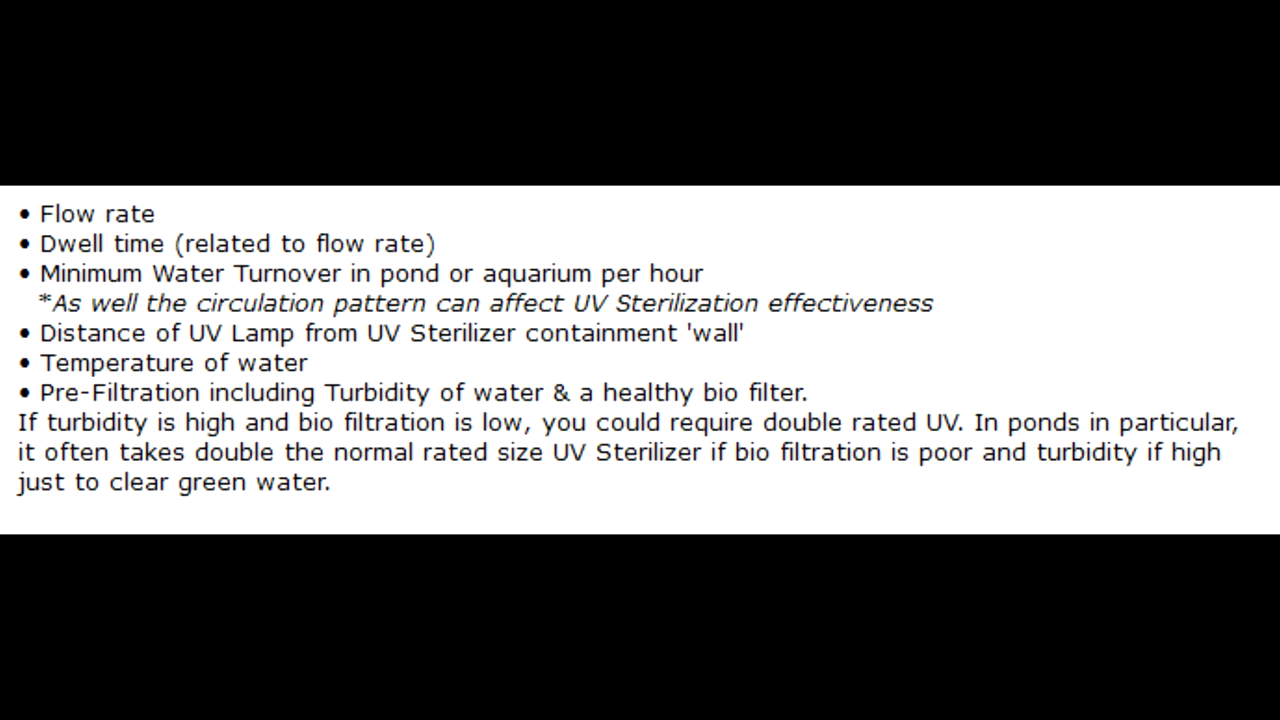 • Flow rate
• Dwell time (related to flow rate)
• Minimum Water Turnover in pond or aquarium per hour
*As well the circulation pattern can affect UV Sterilization effectiveness
• Distance of UV Lamp from UV Sterilizer containment 'wall'
• Temperature of water
• Pre-Filtration including Turbidity of water & a healthy bio filter.
If turbidity is high and bio filtration is low, you could require double rated UV. In ponds in particular,
it often takes double the normal rated size UV Sterilizer if bio filtration is poor and turbidity if high
just to clear green water.